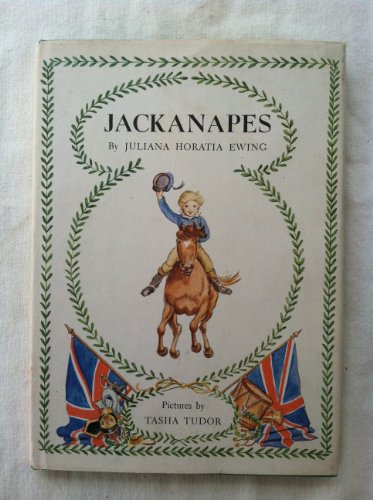 JACKANAPES
By JULIANA HORATIA EWING
Pictures by
TASHA TUDOR